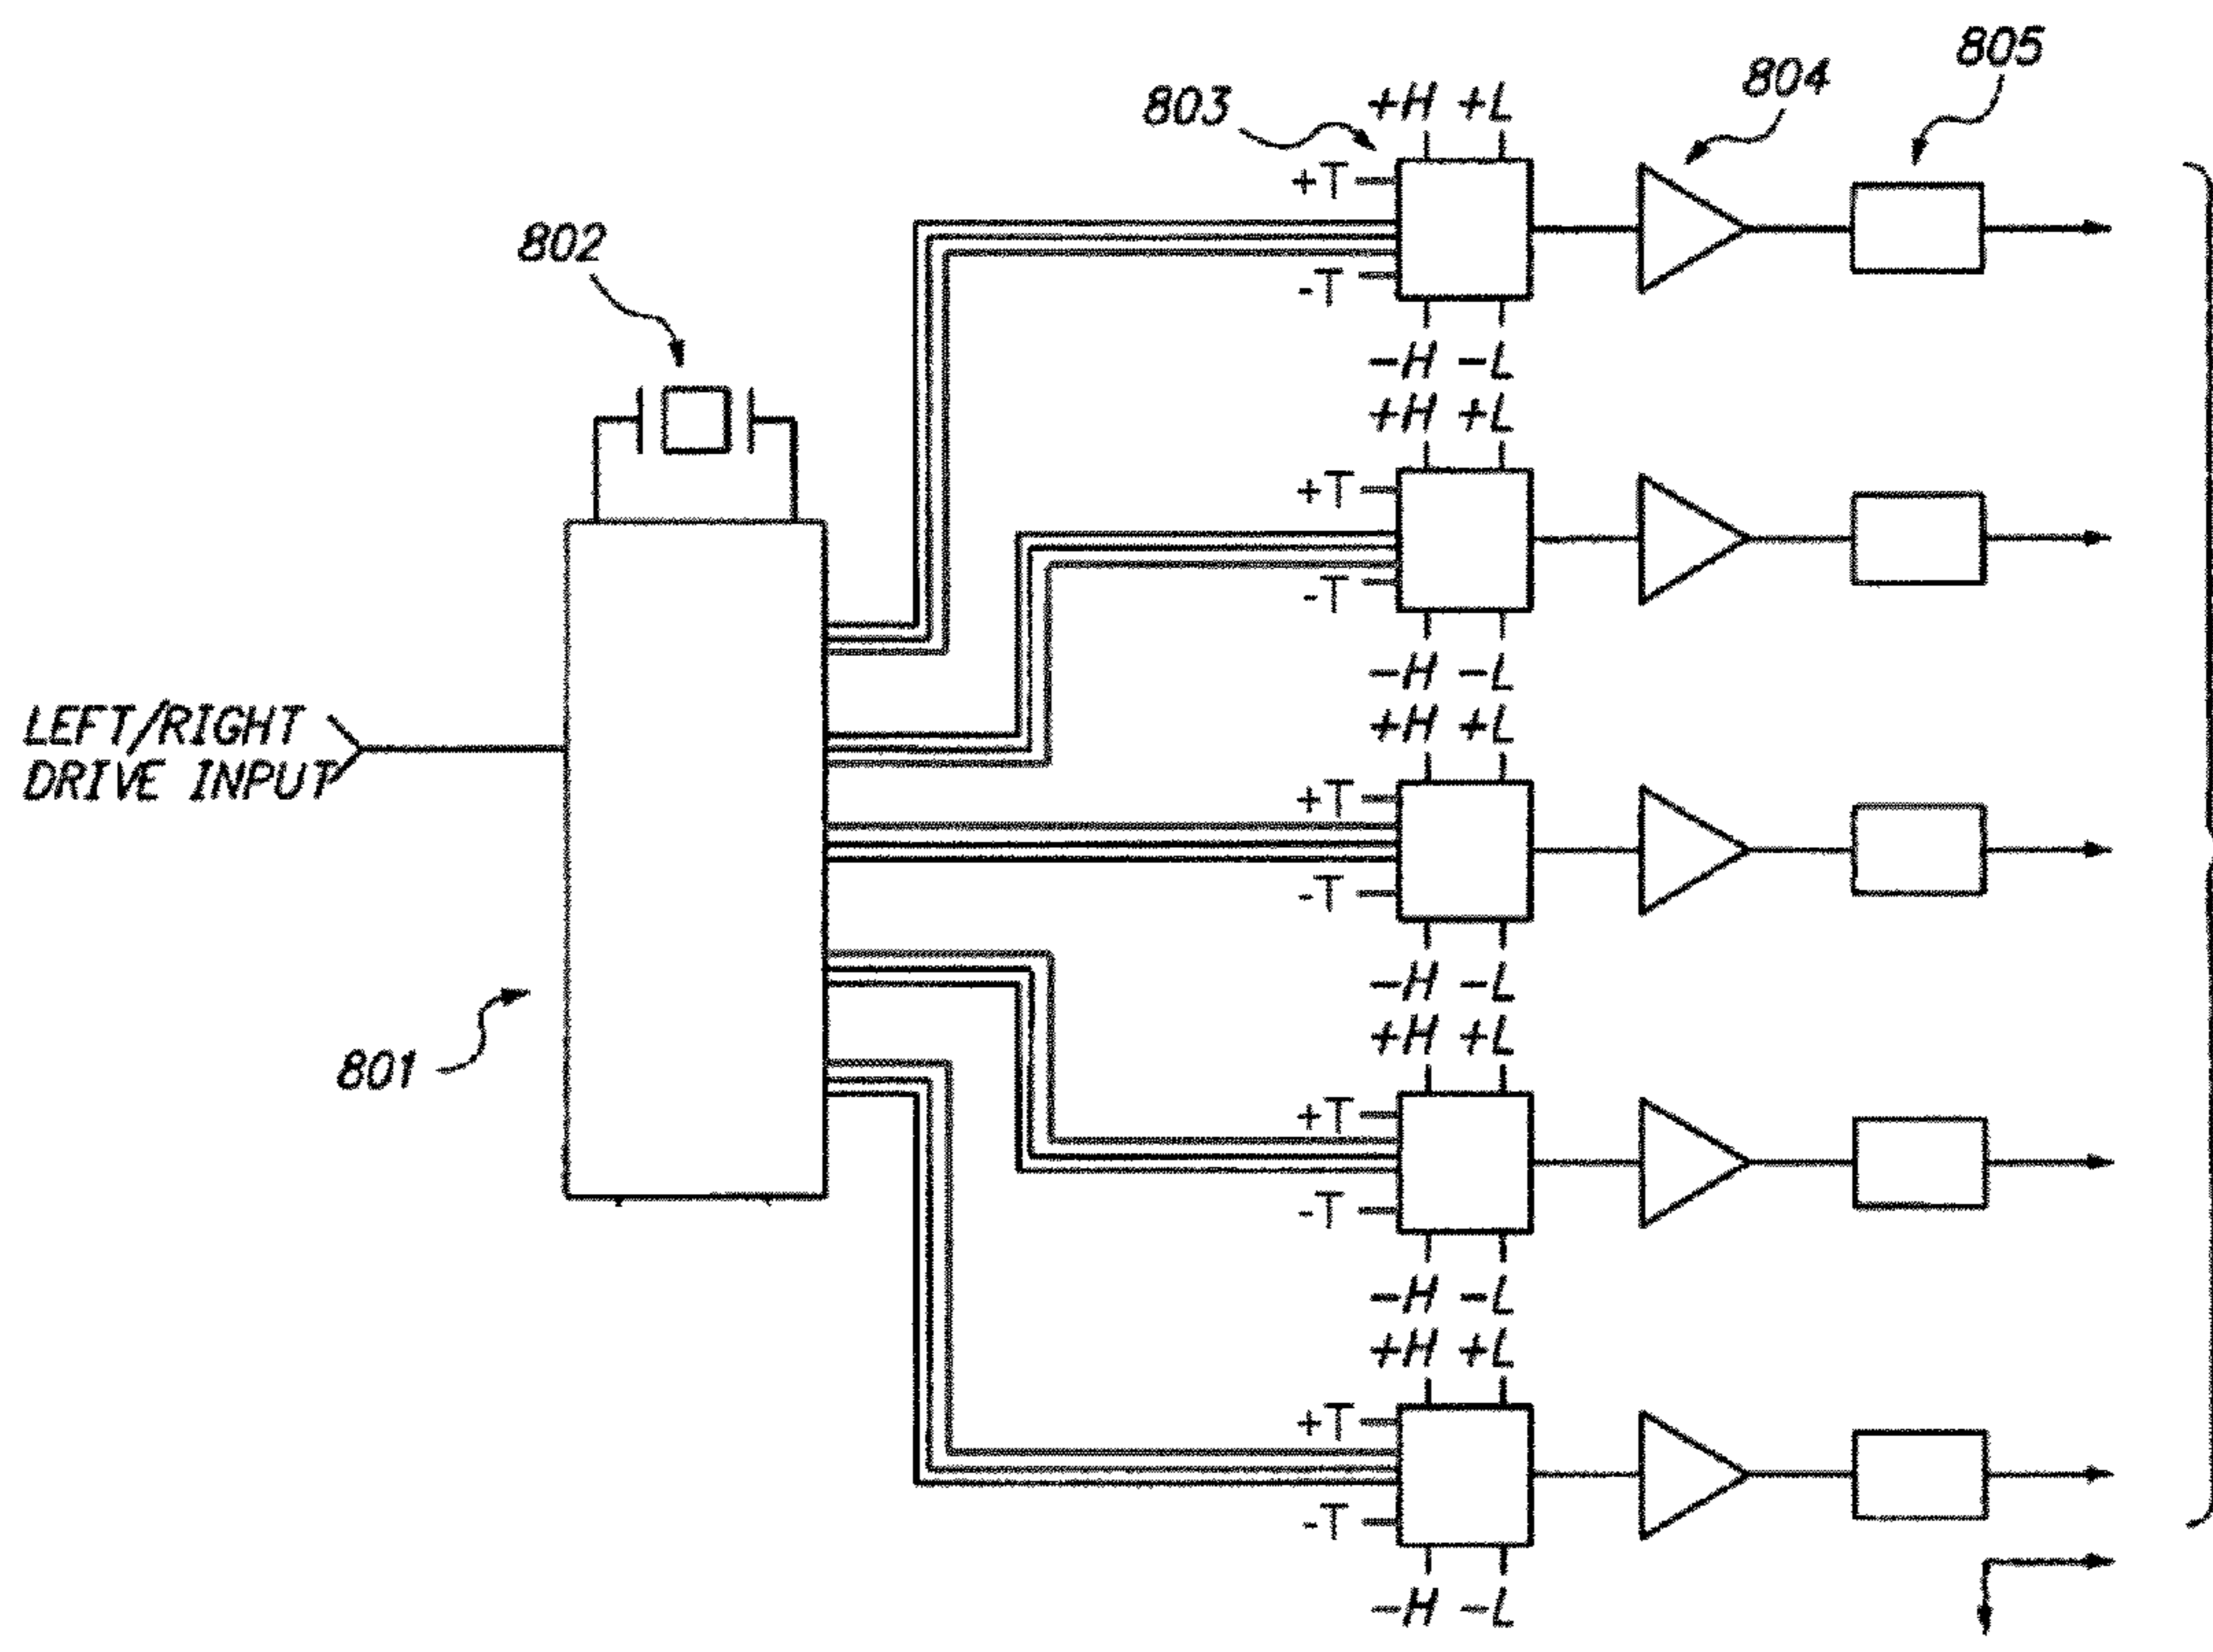 805
804
803
+H +L
+T
802
-T
-H -L
+H +L
+T
-T
-H -L
LEFT/RIGHT
DRIVE INPUT
+H +L
+T
-T
-H -L
801
+H +L
+T
-T
-H -L
+H +L
+T
-T
-H -L